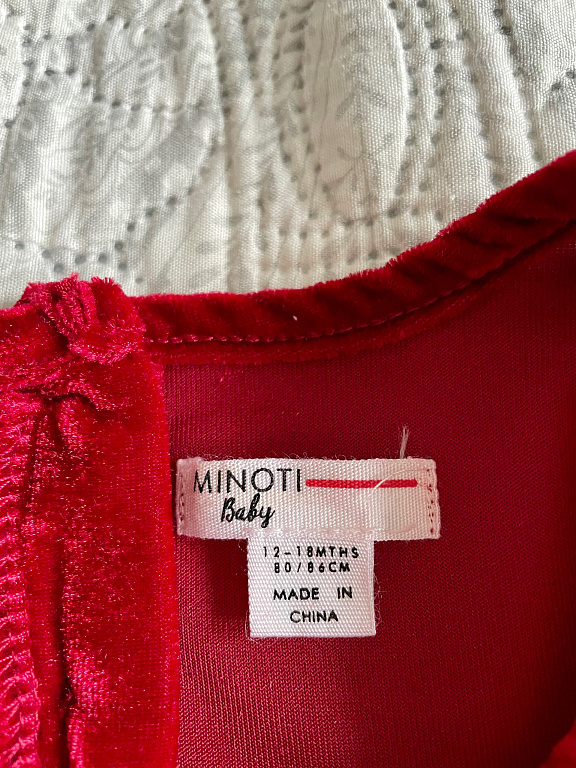 MINOTI
Baby
12-18MTHS
80/86CM
MADE IN
CHINA